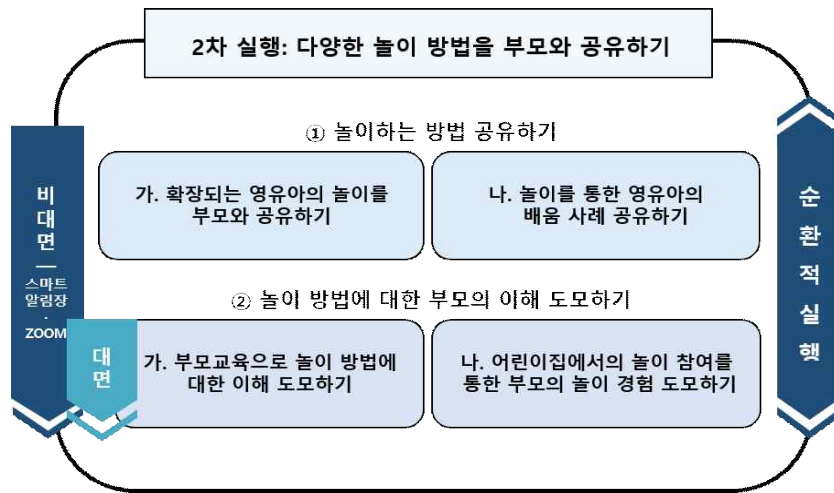 2차 실행: 다양한 놀이 방법을 부모와 공유하기
① 놀이하는 방법 공유하기
가. 확장되는 영유아의 놀이를
부모와 공유하기
나. 놀이를 통한 영유아의
배움 사례 공유하기
② 놀이 방법에 대한 부모의 이해 도모하기
가. 부모교육으로 놀이 방법에
대한 이해 도모하기
나. 어린이집에서의 놀이 참여를
통한 부모의 놀이 경험 도모하기
비
대
면
스마트
알림장
·
ZOOM
대
면
순
환
적
실
행